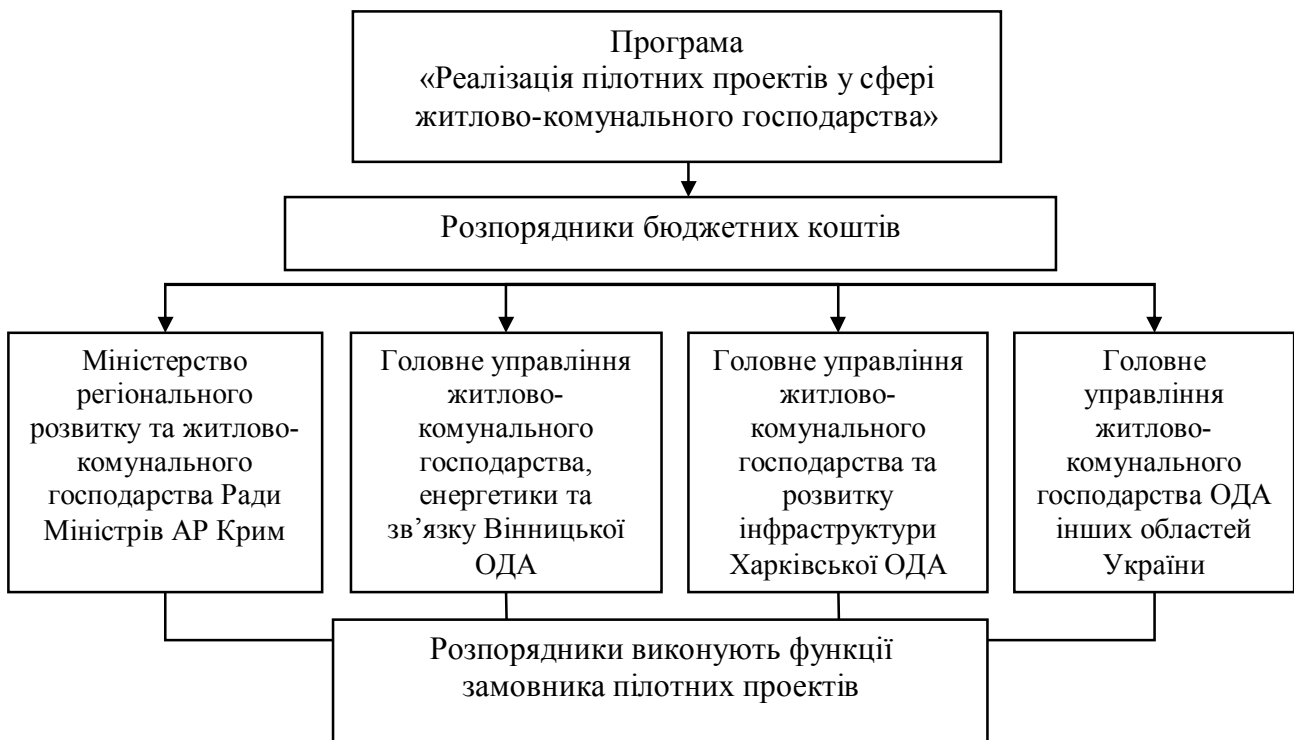 Програма
«Реалізація пілотних проектів у сфері
житлово-комунального господарства»
Розпорядники бюджетних коштів
Міністерство
регіонального
розвитку та житлово-
комунального
господарства Ради
Міністрів АР Крим
Головне управління
житлово-
комунального
господарства,
енергетики та
зв’язку Вінницької
ОДА
Головне управління
житлово-
комунального
господарства та
розвитку
інфраструктури
Харківської ОДА
Головне
управління
житлово-
комунального
господарства ОДА
інших областей
України
Розпорядники виконують функції
замовника пілотних проектів